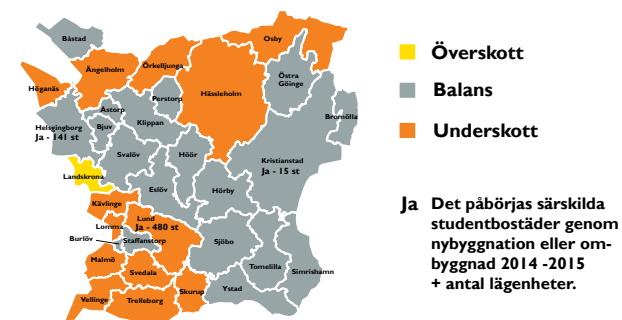 Båstad
Osby
Ängelholm
Örkelljunga
Östra
Göinge
Höganäs
Hässleholm
Perstorp
Åstorp
Klippan
Bromölla
Helsingborg
Ja - 141 st
Bjuv
Svalöv
Höör
Kristianstad
Ja - 15 st
Landskrona
Eslöv
Hörby
Kävlinge
Lund
Ja - 480 st
Lomma
Burlöv
Staffanstorp
Sjöbo
Malmö
Svedala
Tomelilla
Simrishamn
Vellinge
Trelleborg
Skurup
Ystad
Överskott
Balans
Underskott
Ja Det påbörjas särskilda
studentbostäder genom
nybyggnation eller om-
byggnad 2014 -2015
+ antal lägenheter.